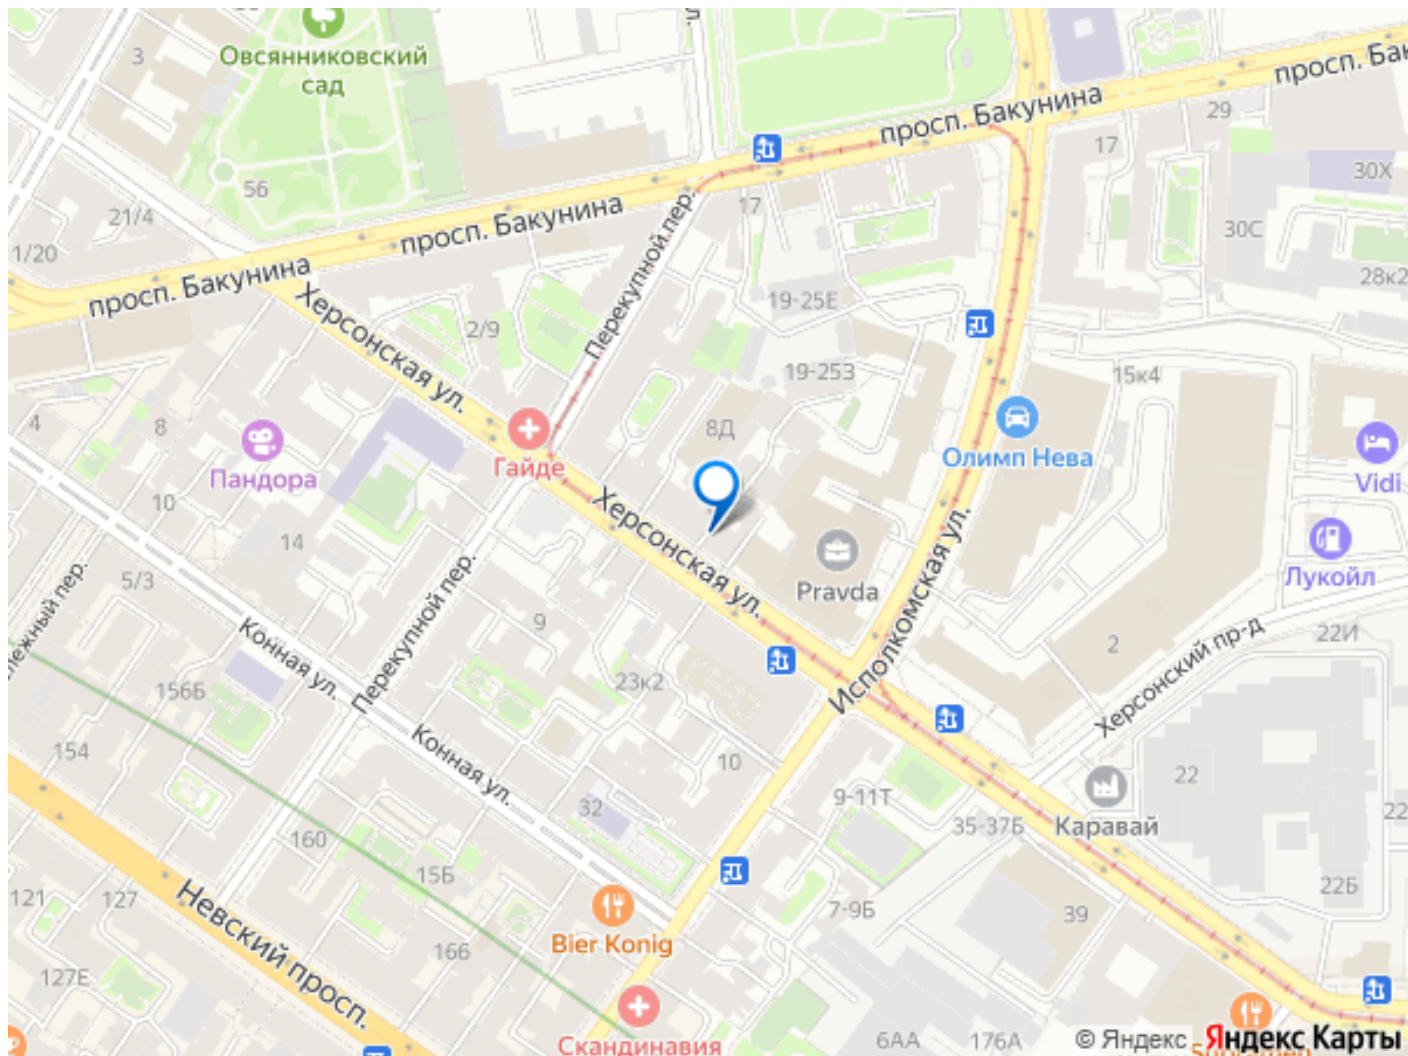 Овсянниковский
сад
3
56
21/4
1/20
просп. Бакунина
просп. Бакунина
просп. Бакунина
просп. Бак
29
17
30Х
30С
28к2
17
19-25Е
19-253
Перекупной пер.
Херсонская ул.
2/9
4
8
Пандора
10
14
5/3
Гайде
8Д
15к4
Олимп Нева
Vidi
Лукойл
Херсонская ул.
Pravda
Исполкомская ул.
2
22И
Херсонский пр-д
Конная ул.
Перекупной пер.
9
23к2
156Б
154
Конная ул.
10
32
9-11Т
35-37Б
22
22
Каравай
22Б
160
15Б
121
127
127Е
166
Невский просп.
Bier Konig
7-9Б
39
Скандинавия
6АА
176А
© Яндекс Яндекс Карты